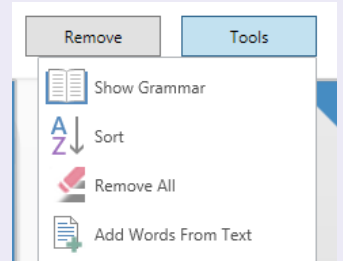 Remove Tools
Show Grammar
A
Z
Sort
Remove All
Add Words From Text